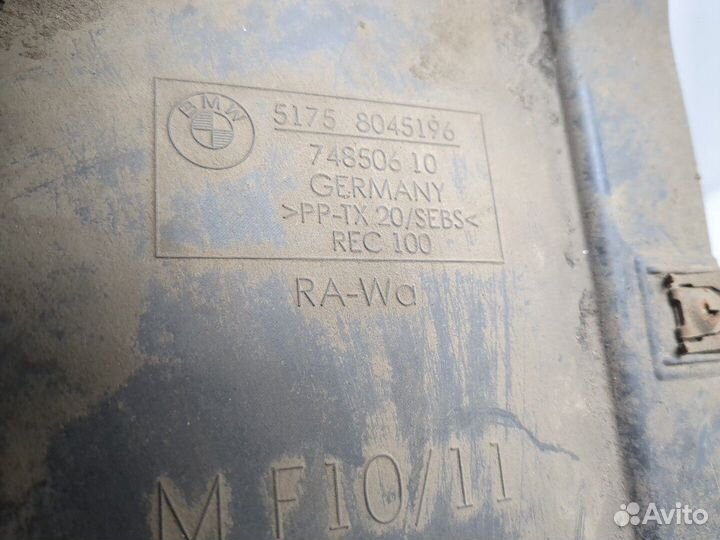 BMW
5175 8045196
748506 10
GERMANY
>PP-TX 20/SEBS<
REC 100
RA-Wa
M F10/11
Avito